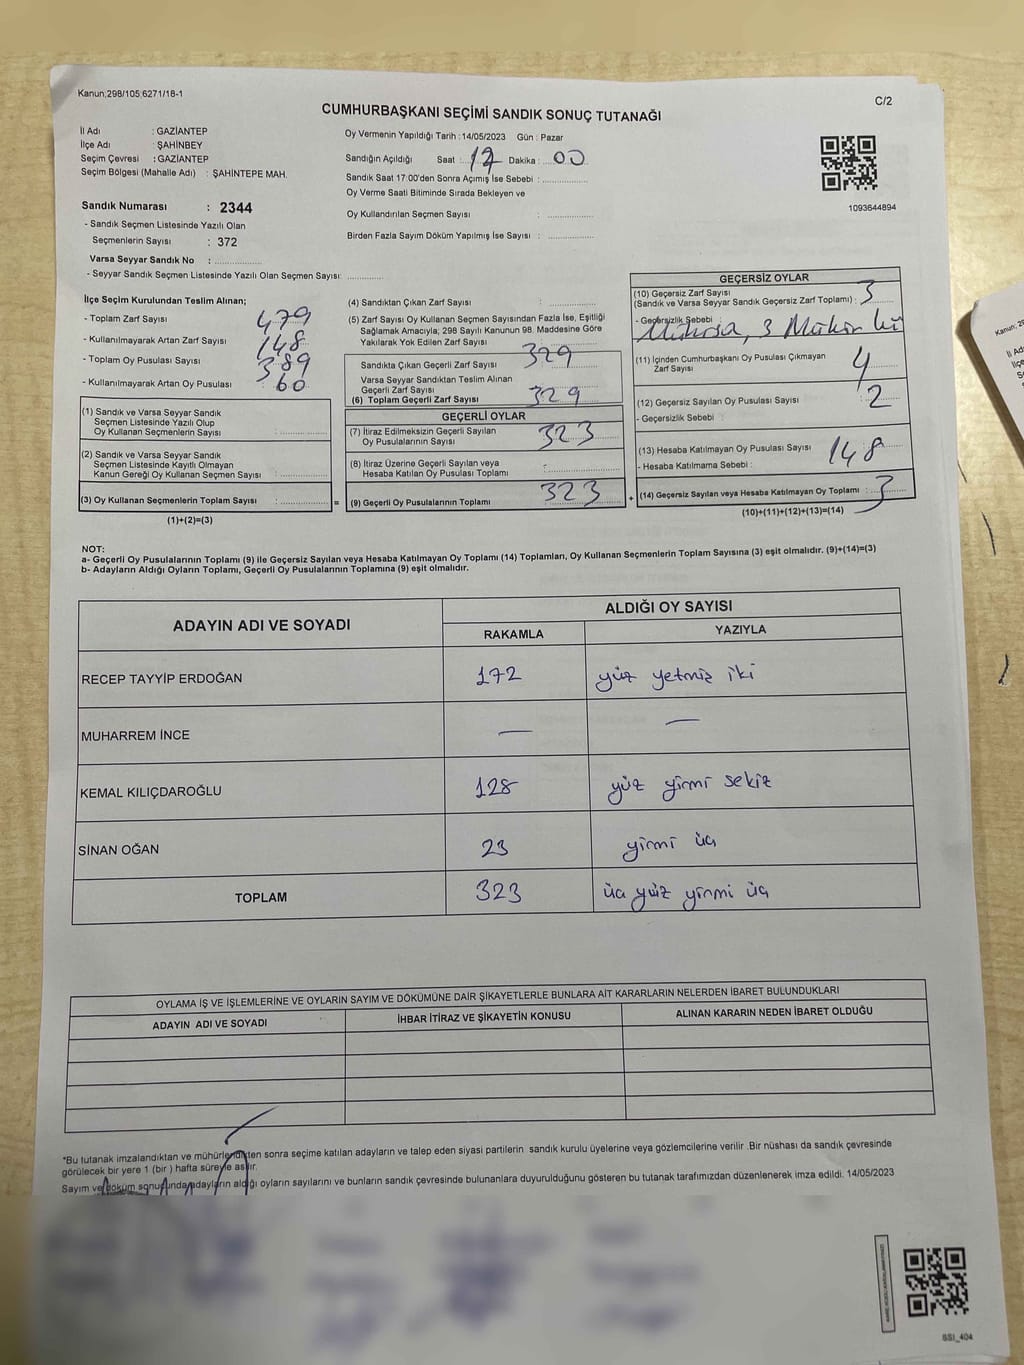 Kanun;298/105;6271/18-1
C/2
CUMHURBAŞKANI SEÇİMİ SANDIK SONUÇ TUTANAĞI
İl Adı : GAZİANTEP
İlçe Adı : ŞAHİNBEY
Seçim Çevresi : GAZİANTEP
Seçim Bölgesi (Mahalle Adı) : ŞAHİNTEPE MAH.
Oy Vermenin Yapıldığı Tarih : 14/05/2023 Gün : Pazar
Sandığın Açıldığı Saat : 17 Dakika : 00
Sandık Saat 17:00'den Sonra Açımış İse Sebebi :
Oy Verme Saati Bitiminde Sırada Bekleyen ve
Oy Kullandırılan Seçmen Sayısı :
Birden Fazla Sayım Döküm Yapılmış İse Sayısı :
1093644894
Sandık Numarası : 2344
- Sandık Seçmen Listesinde Yazılı Olan
Seçmenlerin Sayısı : 372
Varsa Seyyar Sandık No :
- Seyyar Sandık Seçmen Listesinde Yazılı Olan Seçmen Sayısı:
İlçe Seçim Kurulundan Teslim Alınan;
- Toplam Zarf Sayısı : 479
- Kullanılmayarak Artan Zarf Sayısı : 148
- Toplam Oy Pusulası Sayısı : 389
- Kullanılmayarak Artan Oy Pusulası : 60
(1) Sandık ve Varsa Seyyar Sandık
Seçmen Listesinde Yazılı Olup
Oy Kullanan Seçmenlerin Sayısı :
(2) Sandık ve Varsa Seyyar Sandık
Seçmen Listesinde Kayıtlı Olmayan
Kanun Gereği Oy Kullanan Seçmen Sayısı :
(3) Oy Kullanan Seçmenlerin Toplam Sayısı : =
(1)+(2)=(3)
(4) Sandıktan Çıkan Zarf Sayısı :
(5) Zarf Sayısı Oy Kullanan Seçmen Sayısından Fazla İse, Eşitliği
Sağlamak Amacıyla; 298 Sayılı Kanunun 98. Maddesine Göre
Yakılarak Yok Edilen Zarf Sayısı :
Sandıkta Çıkan Geçerli Zarf Sayısı : 329
Varsa Seyyar Sandıktan Teslim Alınan
Geçerli Zarf Sayısı
(6) Toplam Geçerli Zarf Sayısı : 329
GEÇERLİ OYLAR
(7) İtiraz Edilmeksizin Geçerli Sayılan
Oy Pusulalarının Sayısı : 323
(8) İtiraz Üzerine Geçerli Sayılan veya
Hesaba Katılan Oy Pusulası Toplamı :
(9) Geçerli Oy Pusulalarının Toplamı : 323 +
GEÇERSİZ OYLAR
(10) Geçersiz Zarf Sayısı
(Sandık ve Varsa Seyyar Sandık Geçersiz Zarf Toplamı) : 3
- Geçersizlik Sebebi :
3
(11) İçinden Cumhurbaşkanı Oy Pusulası Çıkmayan
Zarf Sayısı 4
(12) Geçersiz Sayılan Oy Pusulası Sayısı : 2
- Geçersizlik Sebebi :
(13) Hesaba Katılmayan Oy Pusulası Sayısı : 148
- Hesaba Katılmama Sebebi :
(14) Geçersiz Sayılan veya Hesaba Katılmayan Oy Toplamı : 3
(10)+(11)+(12)+(13)=(14)
NOT:
a- Geçerli Oy Pusulalarının Toplamı (9) ile Geçersiz Sayılan veya Hesaba Katılmayan Oy Toplamı (14) Toplamları, Oy Kullanan Seçmenlerin Toplam Sayısına (3) eşit olmalıdır. (9)+(14)=(3)
b- Adayların Aldığı Oyların Toplamı, Geçerli Oy Pusulalarının Toplamına (9) eşit olmalıdır.
ADAYIN ADI VE SOYADI
ALDIĞI OY SAYISI
RAKAMLA YAZIYLA
RECEP TAYYİP ERDOĞAN 172 yüz yetmiz iki
MUHARREM İNCE — —
KEMAL KILIÇDAROĞLU 128 yüz yirmi sekiz
SİNAN OĞAN 23 yirmi üç
TOPLAM 323 üç yüz yirmi üç
OYLAMA İŞ VE İŞLEMLERİNE VE OYLARIN SAYIM VE DÖKÜMÜNE DAİR ŞİKAYETLERLE BUNLARA AİT KARARLARIN NELERDEN İBARET BULUNDUKLARI
ADAYIN ADI VE SOYADI İHBAR İTİRAZ VE ŞİKAYETİN KONUSU ALINAN KARARIN NEDEN İBARET OLDUĞU
*Bu tutanak imzalandıktan ve mühürlendikten sonra seçime katılan adayların ve talep eden siyasi partilerin sandık kurulu üyelerine veya gözlemcilerine verilir. Bir nüshası da sandık çevresinde
görülecek bir yere 1 (bir ) hafta süreyle asılır.
Sayım ve döküm sonucunda adayların aldığı oyların sayılarını ve bunların sandık çevresinde bulunanlara duyurulduğunu gösteren bu tutanak tarafımızdan düzenlenerek imza edildi. 14/05/2023
SSI_404
Kanun; 29
İl Ad
İlçe